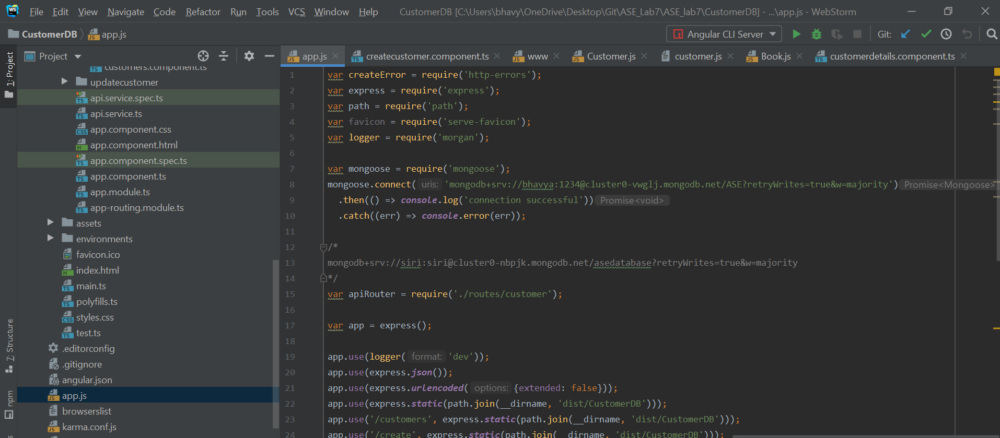 File Edit View Navigate Code Refactor Run Tools VCS Window Help CustomerDB [C:\Users\bhavy\OneDrive\Desktop\Git\ASE_Lab7\ASE_lab7\CustomerDB] - ...\app.js - WebStorm
CustomerDB app.js Angular CLI Server Git:
Project
app.js createcustomer.component.ts www Customer.js customer.js Book.js customerdetails.component.ts
1: Project
7: Structure
npm
customers.component.ts
updatecustomer
api.service.spec.ts
api.service.ts
app.component.css
app.component.html
app.component.spec.ts
app.component.ts
app.module.ts
app-routing.module.ts
assets
environments
favicon.ico
index.html
main.ts
polyfills.ts
styles.css
test.ts
.editorconfig
.gitignore
angular.json
app.js
browserslist
karma.conf.js
1 var createError = require('http-errors');
2 var express = require('express');
3 var path = require('path');
4 var favicon = require('serve-favicon');
5 var logger = require('morgan');
6
7 var mongoose = require('mongoose');
8 mongoose.connect( uris: 'mongodb+srv://bhavya:1234@cluster0-vwglj.mongodb.net/ASE?retryWrites=true&w=majority') Promise<Mongoose>
9 .then(() => console.log('connection successful')) Promise<void>
10 .catch((err) => console.error(err));
11
12 /*
13 mongodb+srv://siri:siri@cluster0-nbpjk.mongodb.net/asedatabase?retryWrites=true&w=majority
14 */
15 var apiRouter = require('./routes/customer');
16
17 var app = express();
18
19 app.use(logger( format: 'dev'));
20 app.use(express.json());
21 app.use(express.urlencoded( options: {extended: false}));
22 app.use(express.static(path.join(__dirname, 'dist/CustomerDB')));
23 app.use('/customers', express.static(path.join(__dirname, 'dist/CustomerDB')));
24 app.use('/create', express.static(path.join(__dirname, 'dist/CustomerDB')));